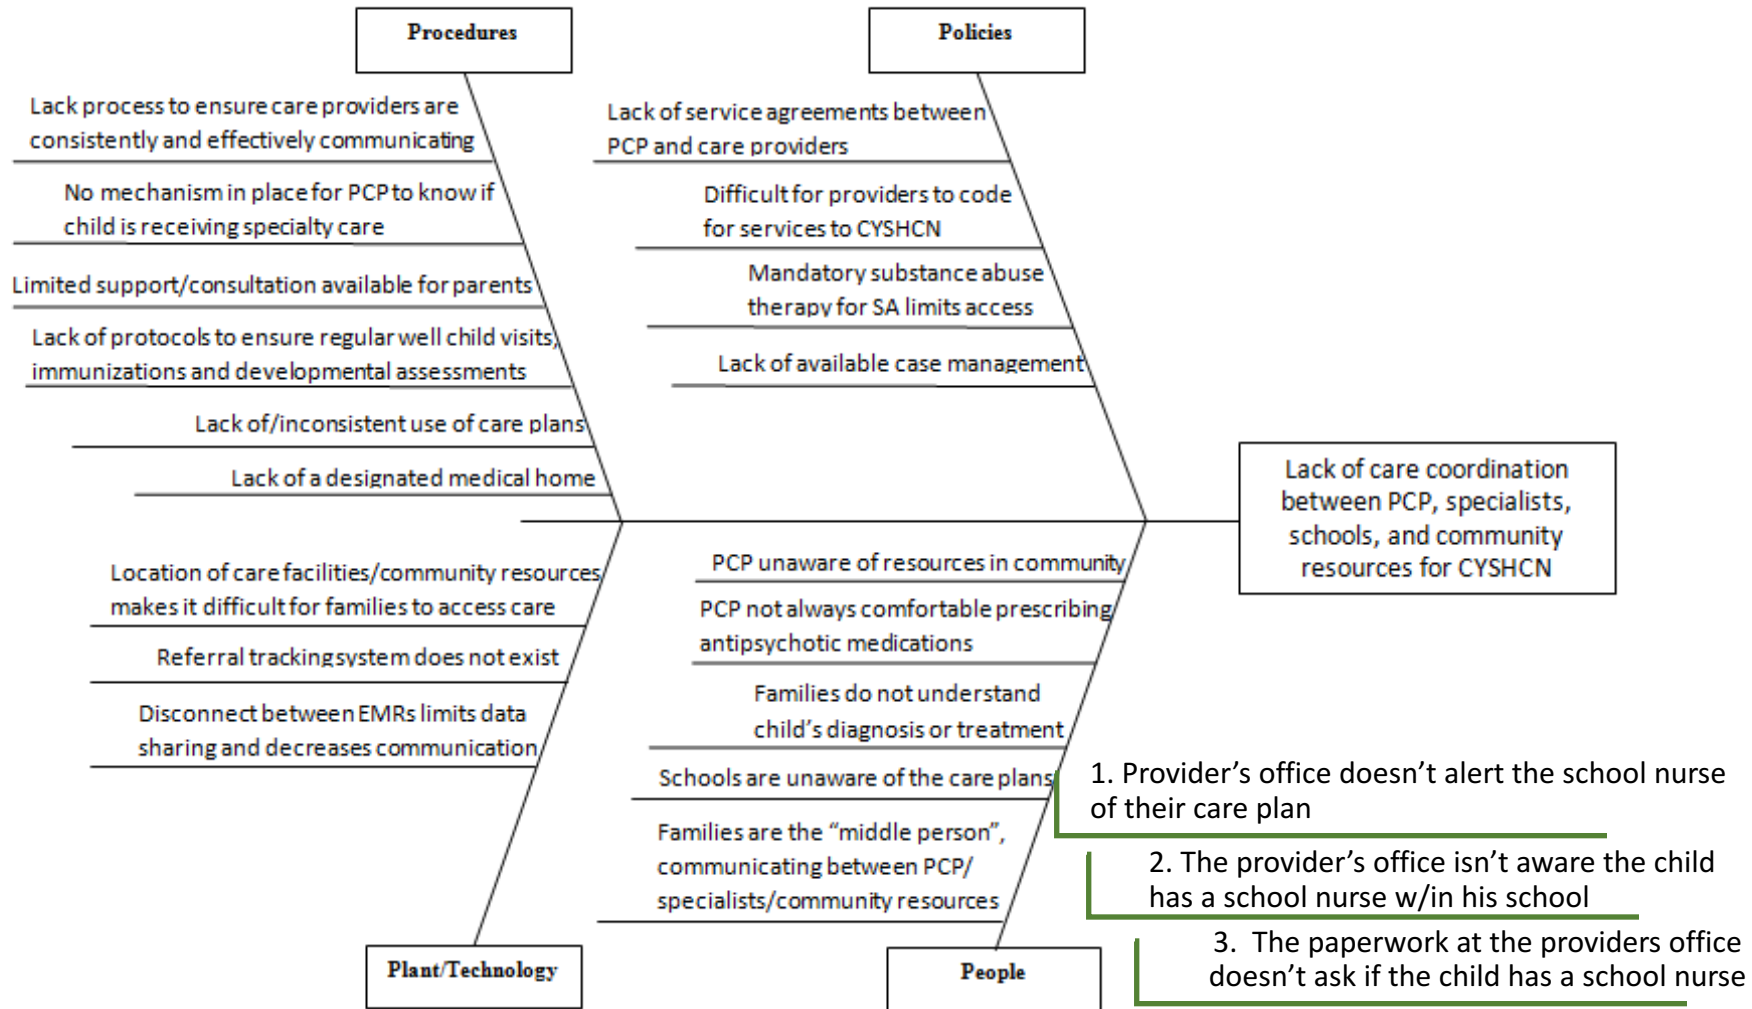 Procedures
Lack process to ensure care providers are
consistently and effectively communicating
No mechanism in place for PCP to know if
child is receiving specialty care
Limited support/consultation available for parents
Lack of protocols to ensure regular well child visits,
immunizations and developmental assessments
Lack of/inconsistent use of care plans
Lack of a designated medical home
Policies
Lack of service agreements between
PCP and care providers
Difficult for providers to code
for services to CYSHCN
Mandatory substance abuse
therapy for SA limits access
Lack of available case management
Lack of care coordination
between PCP, specialists,
schools, and community
resources for CYSHCN
Location of care facilities/community resources
makes it difficult for families to access care
Referral tracking system does not exist
Disconnect between EMRs limits data
sharing and decreases communication
Plant/Technology
PCP unaware of resources in community
PCP not always comfortable prescribing
antipsychotic medications
Families do not understand
child's diagnosis or treatment
Schools are unaware of the care plans
Families are the “middle person”,
communicating between PCP/
specialists/community resources
People
1. Provider’s office doesn’t alert the school nurse
of their care plan
2. The provider’s office isn’t aware the child
has a school nurse w/in his school
3. The paperwork at the providers office
doesn’t ask if the child has a school nurse